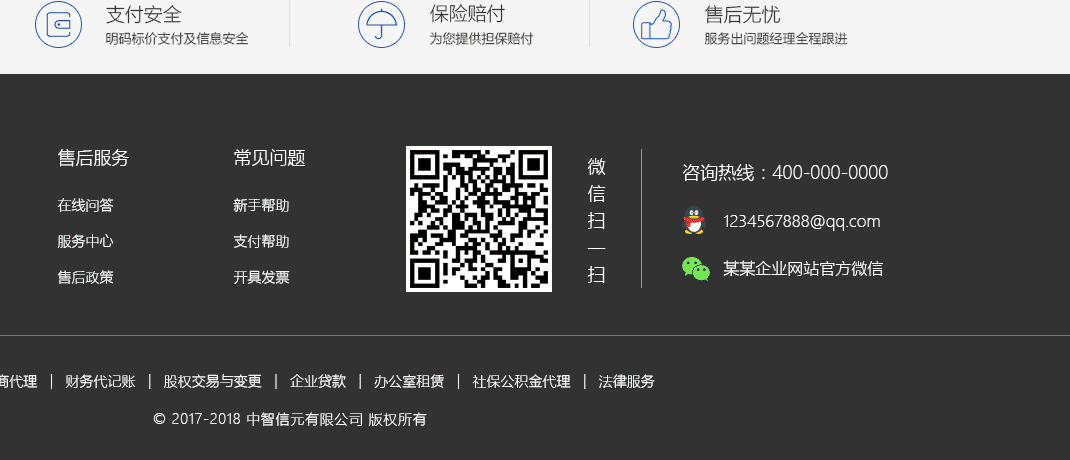 支付安全
明码标价支付及信息安全
保险赔付
为您提供担保赔付
售后无忧
服务出问题经理全程跟进
售后服务
在线问答
服务中心
售后政策
常见问题
新手帮助
支付帮助
开具发票
微信扫一扫
咨询热线：400-000-0000
1234567888@qq.com
某某企业网站官方微信
商代理 | 财务代记账 | 股权交易与变更 | 企业贷款 | 办公室租赁 | 社保公积金代理 | 法律服务
© 2017-2018 中智信元有限公司 版权所有